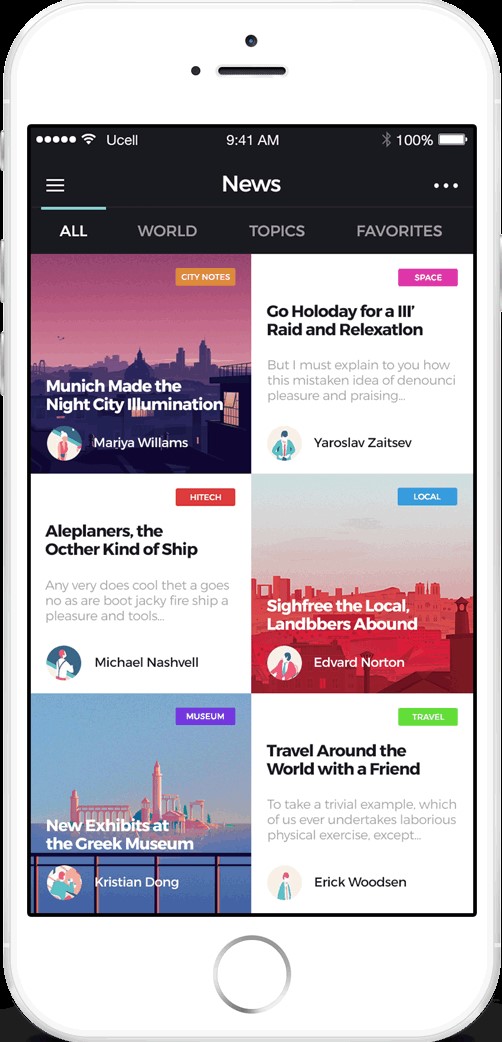 Ucell 9:41 AM 100%
News
ALL WORLD TOPICS FAVORITES
CITY NOTES
Munich Made the
Night City Illumination
Mariya Willams
SPACE
Go Holoday for a Ill'
Raid and Relexation
But I must explain to you how
this mistaken idea of denounci
pleasure and praising...
Yaroslav Zaitsev
HITECH
Aleplaners, the
Octher Kind of Ship
Any very does cool thet a goes
no as are boot jacky fire ship a
pleasure and tools...
Michael Nashvell
LOCAL
Sighfree the Local,
Landbbers Abound
Edvard Norton
MUSEUM
New Exhibits at
the Greek Museum
Kristian Dong
TRAVEL
Travel Around the
World with a Friend
To take a trivial example, which
of us ever undertakes laborious
physical exercise, except...
Erick Woodsen